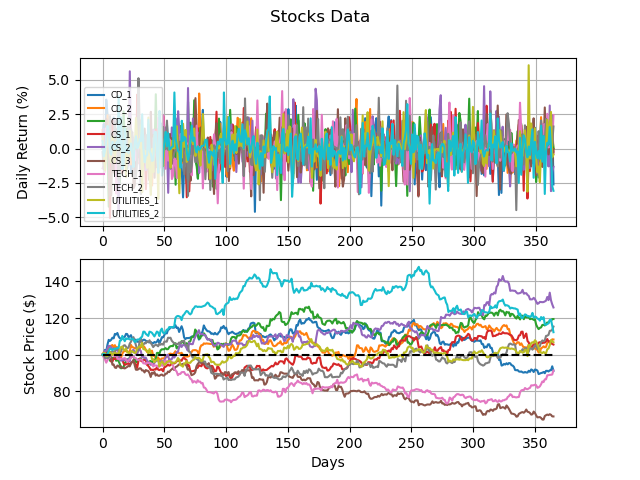 Stocks Data
Daily Return (%)
5.0
2.5
0.0
−2.5
−5.0
CD_1
CD_2
CD_3
CS_1
CS_2
CS_3
TECH_1
TECH_2
UTILITIES_1
UTILITIES_2
0 50 100 150 200 250 300 350
Stock Price ($)
140
120
100
80
0 50 100 150 200 250 300 350
Days